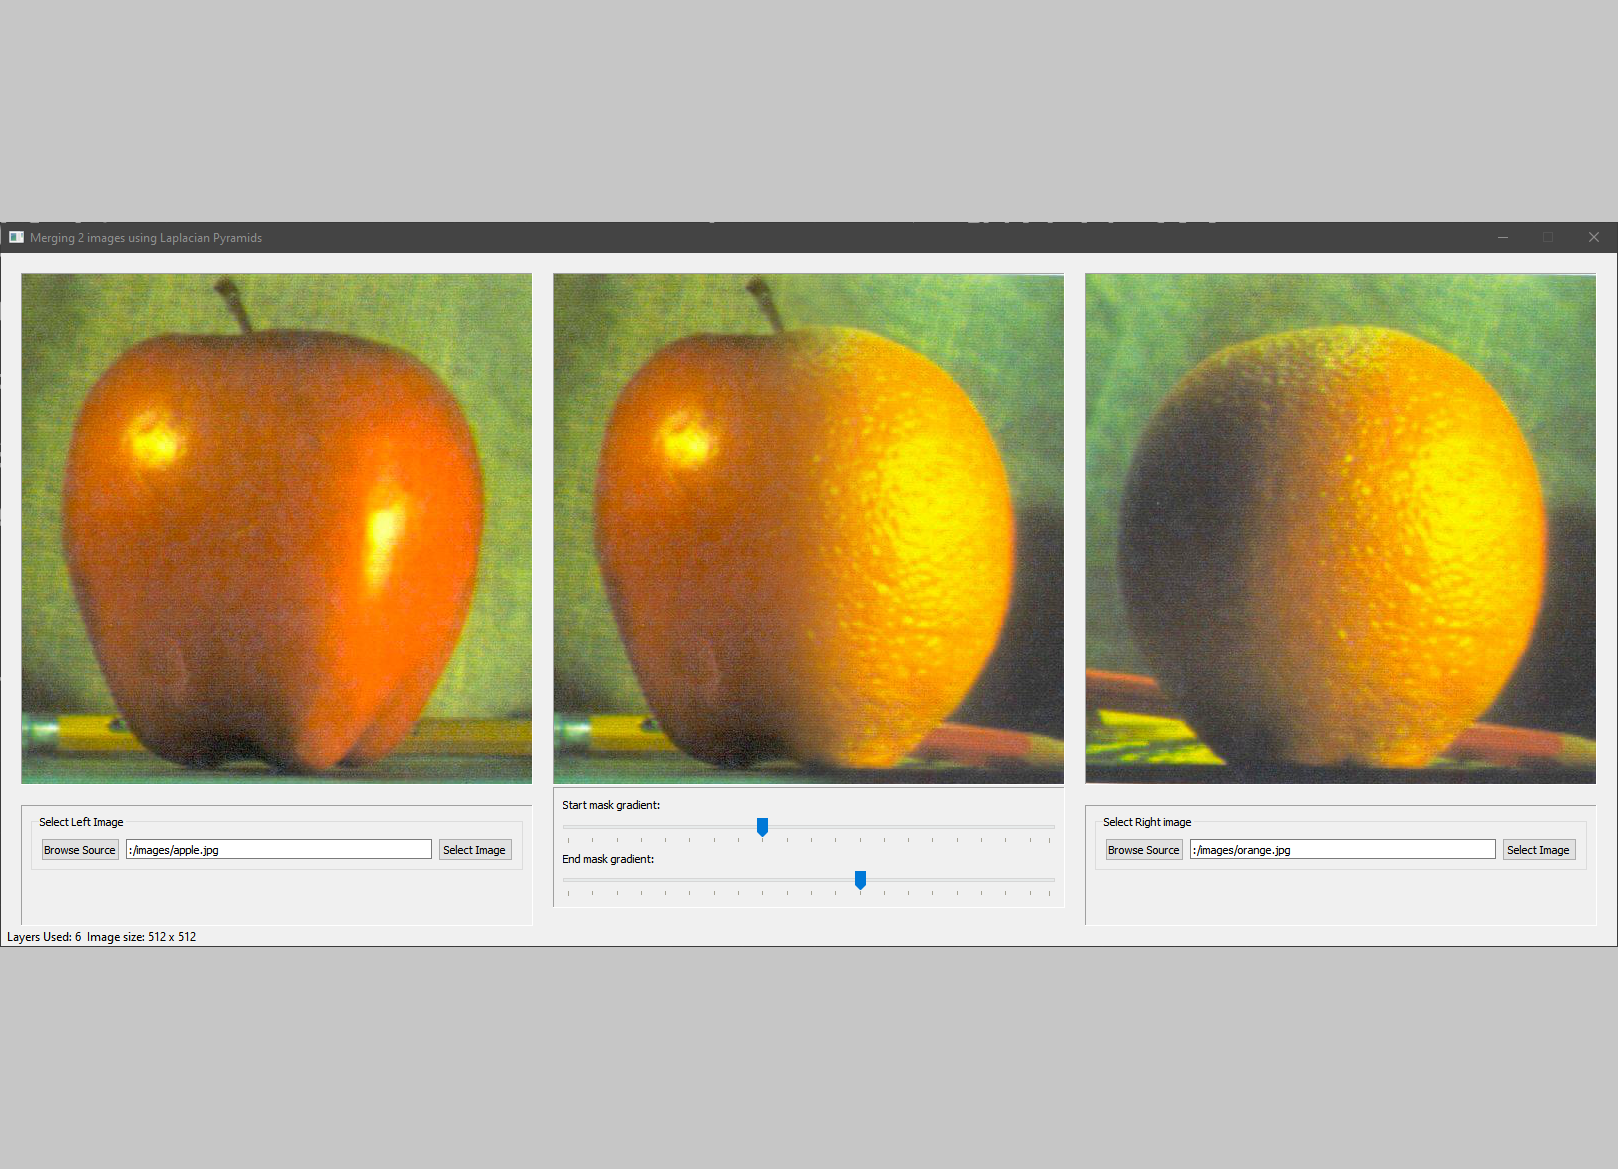 Merging 2 images using Laplacian Pyramids
Select Left Image
Browse Source :/images/apple.jpg Select Image
Start mask gradient:
End mask gradient:
Select Right image
Browse Source :/images/orange.jpg Select Image
Layers Used: 6 Image size: 512 x 512